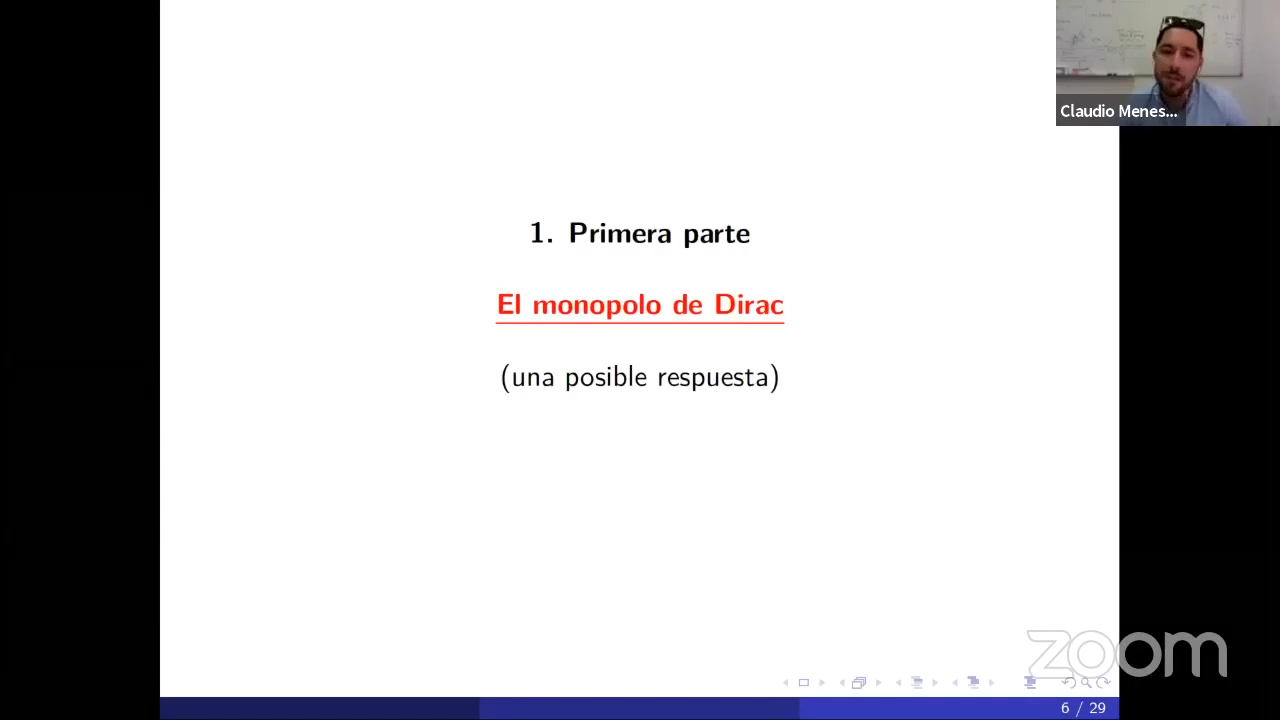 Claudio Menes...
1. Primera parte
El monopolo de Dirac
(una posible respuesta)
zoom
6 / 29